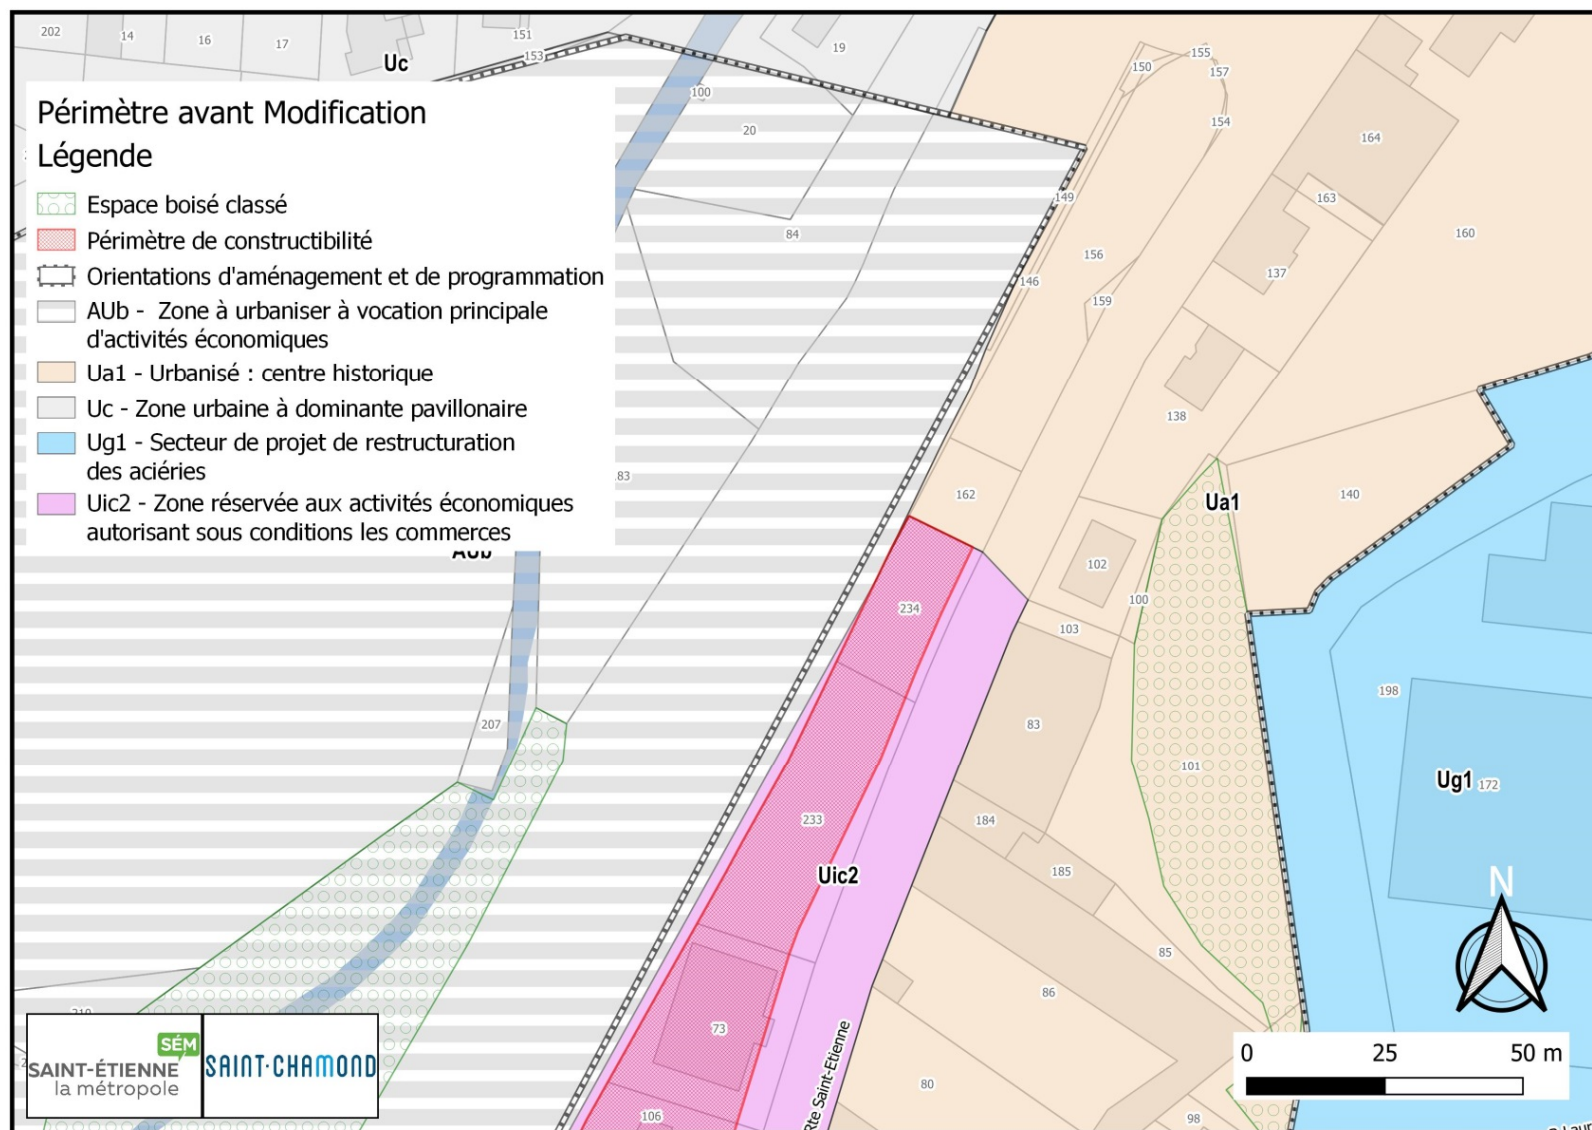 202
14
16
17
Uc
151
153
19
100
20
84
149
146
150
155
157
154
156
159
164
163
160
137
138
Périmètre avant Modification
Légende
Espace boisé classé
Périmètre de constructibilité
Orientations d'aménagement et de programmation
AUb - Zone à urbaniser à vocation principale
d'activités économiques
Ua1 - Urbanisé : centre historique
Uc - Zone urbaine à dominante pavillonaire
Ug1 - Secteur de projet de restructuration
des aciéries
Uic2 - Zone réservée aux activités économiques
autorisant sous conditions les commerces
AUb
83
162
Ua1
140
102
100
103
234
207
83
101
198
Ug1
172
233
184
Uic2
185
85
86
73
80
106
98
Rte Saint-Etienne
N
0 25 50 m
SÉM
SAINT-ÉTIENNE
la métropole
SAINT-CHAMOND